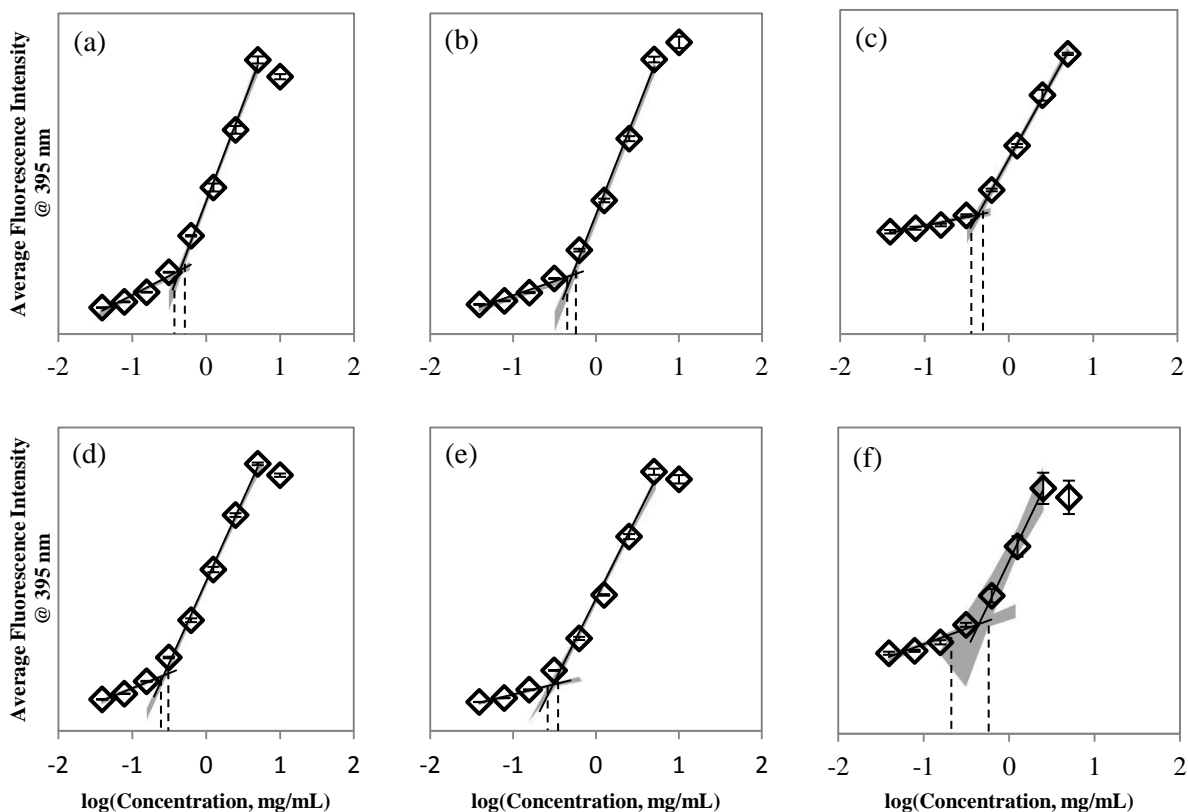 Average Fluorescence Intensity
@ 395 nm
(a)
(b)
(c)
-2 -1 0 1 2
-2 -1 0 1 2
-2 -1 0 1 2
Average Fluorescence Intensity
@ 395 nm
(d)
(e)
(f)
-2 -1 0 1 2
-2 -1 0 1 2
-2 -1 0 1 2
log(Concentration, mg/mL)
log(Concentration, mg/mL)
log(Concentration, mg/mL)